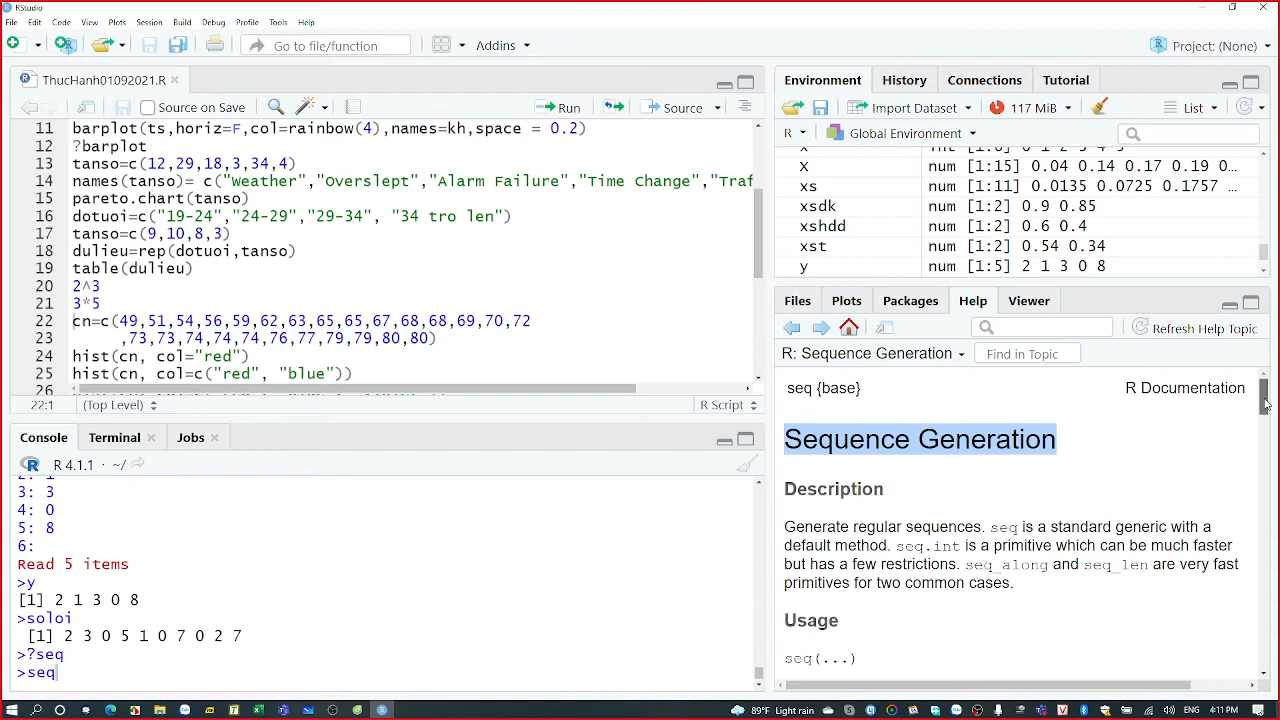 RStudio
File Edit Code View Plots Session Build Debug Profile Tools Help
Go to file/function
Addins
Project: (None)
ThucHanh01092021.R
Source on Save
Run
Source
11 barplot(ts,horiz=F,col=rainbow(4),names=kh,space = 0.2)
12 ?barplot
13 tanso=c(12,29,18,3,34,4)
14 names(tanso)= c("Weather","Overslept","Alarm Failure","Time Change","Traf
15 pareto.chart(tanso)
16 dotuoi=c("19-24","24-29","29-34", "34 tro len")
17 tanso=c(9,10,8,3)
18 dulieu=rep(dotuoi,tanso)
19 table(dulieu)
20 2^3
21 3*5
22 cn=c(49,51,54,56,59,62,63,65,65,67,68,68,69,70,72
23 ,73,73,74,74,74,76,77,79,79,80,80)
24 hist(cn, col="red")
25 hist(cn, col=c("red", "blue"))
26
22:1 (Top Level) R Script
Console Terminal Jobs
R 4.1.1 · ~/
2: 1
3: 3
4: 0
5: 8
6:
Read 5 items
>y
[1] 2 1 3 0 8
>soloi
[1] 2 3 0 5 1 0 7 0 2 7
>?seq
>seq
Environment History Connections Tutorial
Import Dataset 117 MiB List
R Global Environment
x int [1:6] 0 1 2 3 4 5
x num [1:15] 0.04 0.14 0.17 0.19 0…
xs num [1:11] 0.0135 0.0725 0.1757 …
xsdk num [1:2] 0.9 0.85
xshdd num [1:2] 0.6 0.4
xst num [1:2] 0.54 0.34
y num [1:5] 2 1 3 0 8
Files Plots Packages Help Viewer
Refresh Help Topic
R: Sequence Generation
Find in Topic
seq {base} R Documentation
Sequence Generation
Description
Generate regular sequences. seq is a standard generic with a
default method. seq.int is a primitive which can be much faster
but has a few restrictions. seq_along and seq_len are very fast
primitives for two common cases.
Usage
seq(...)
89°F Light rain
ENG 4:11 PM